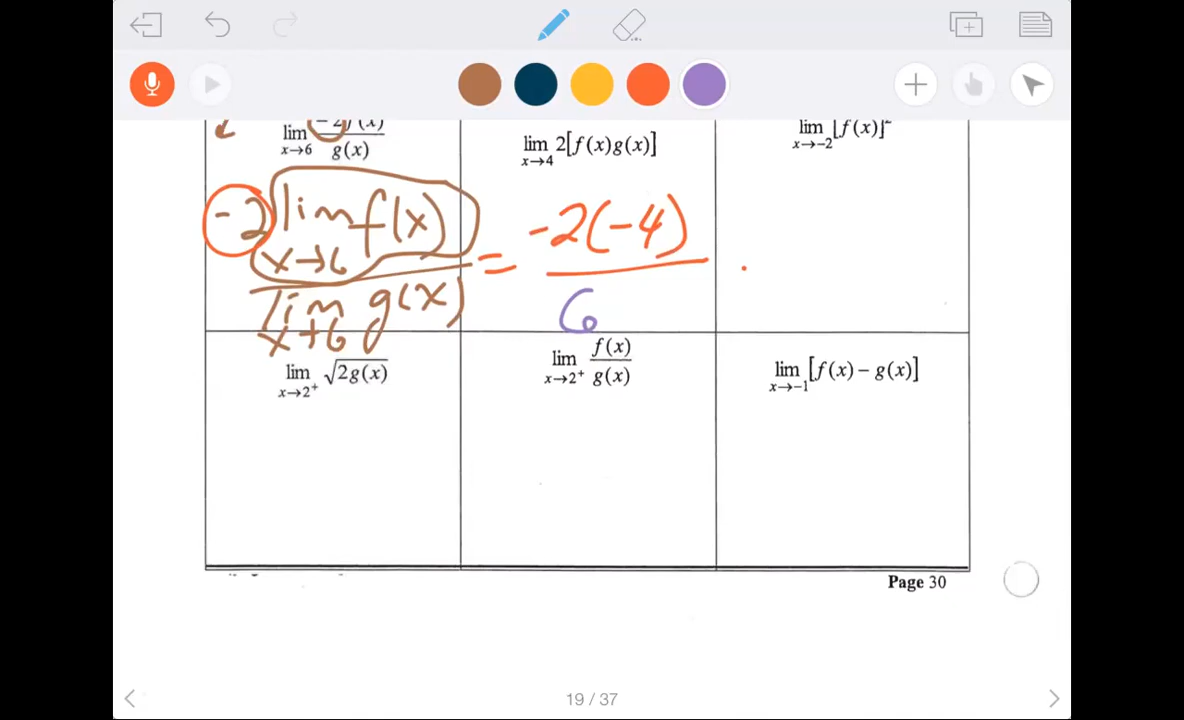 lim -2f(x)
x→6 g(x)
lim 2[f(x)g(x)]
x→4
lim [f(x)]²
x→-2
-2 lim f(x)
x→6
lim g(x)
x→6
= -2(-4)
6
lim √2g(x)
x→2⁺
lim f(x)
x→2⁺ g(x)
lim [f(x) – g(x)]
x→-1
Page 30
19 / 37